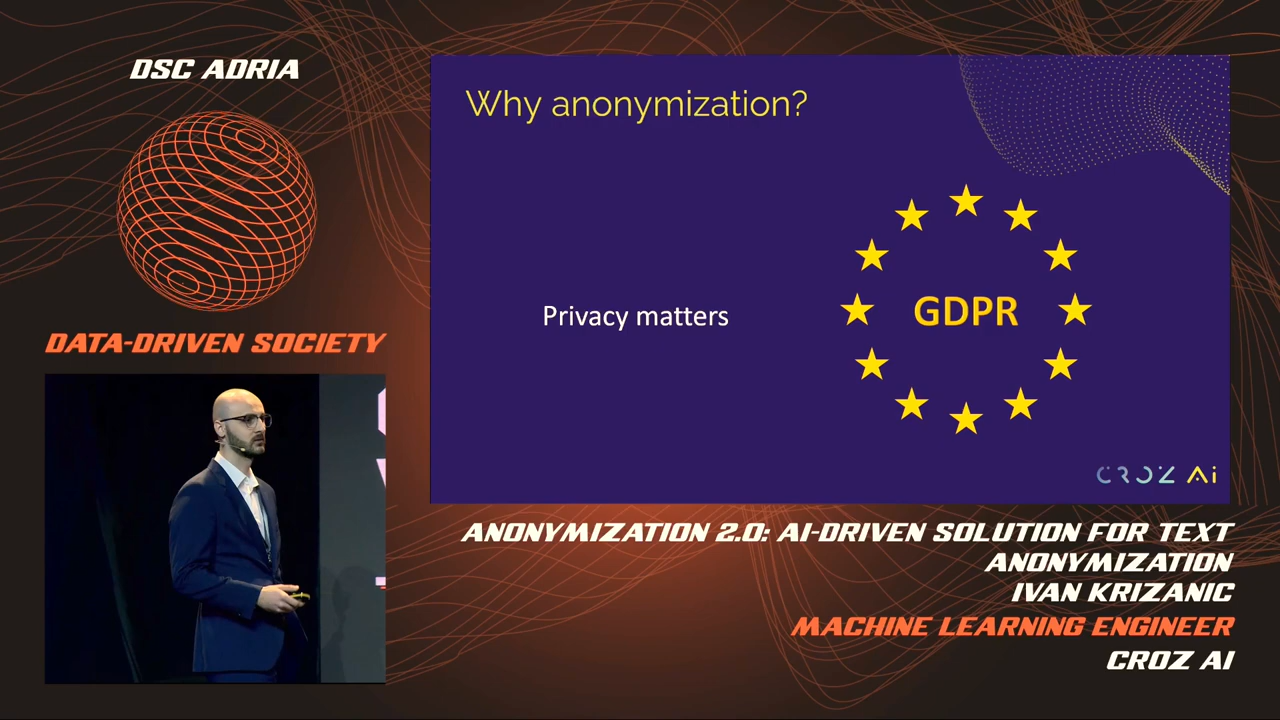 DSC ADRIA
DATA-DRIVEN SOCIETY
Why anonymization?
Privacy matters
GDPR
CROZ Ai
ANONYMIZATION 2.0: AI-DRIVEN SOLUTION FOR TEXT
ANONYMIZATION
IVAN KRIZANIC
MACHINE LEARNING ENGINEER
CROZ AI